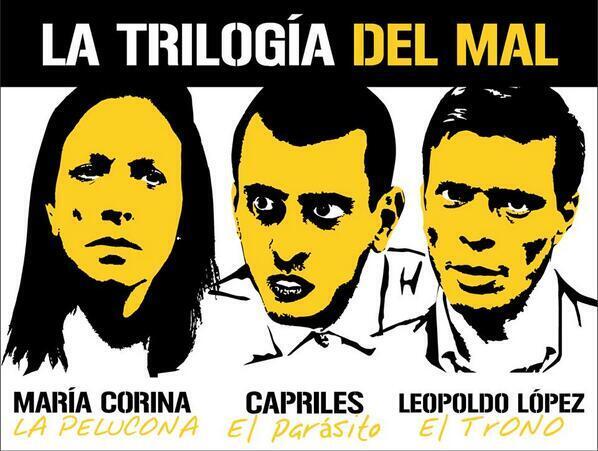 LA TRILOGÍA DEL MAL
MARÍA CORINA CAPRILES LEOPOLDO LÓPEZ
LA PELUCONA El parásito El TrONO
H